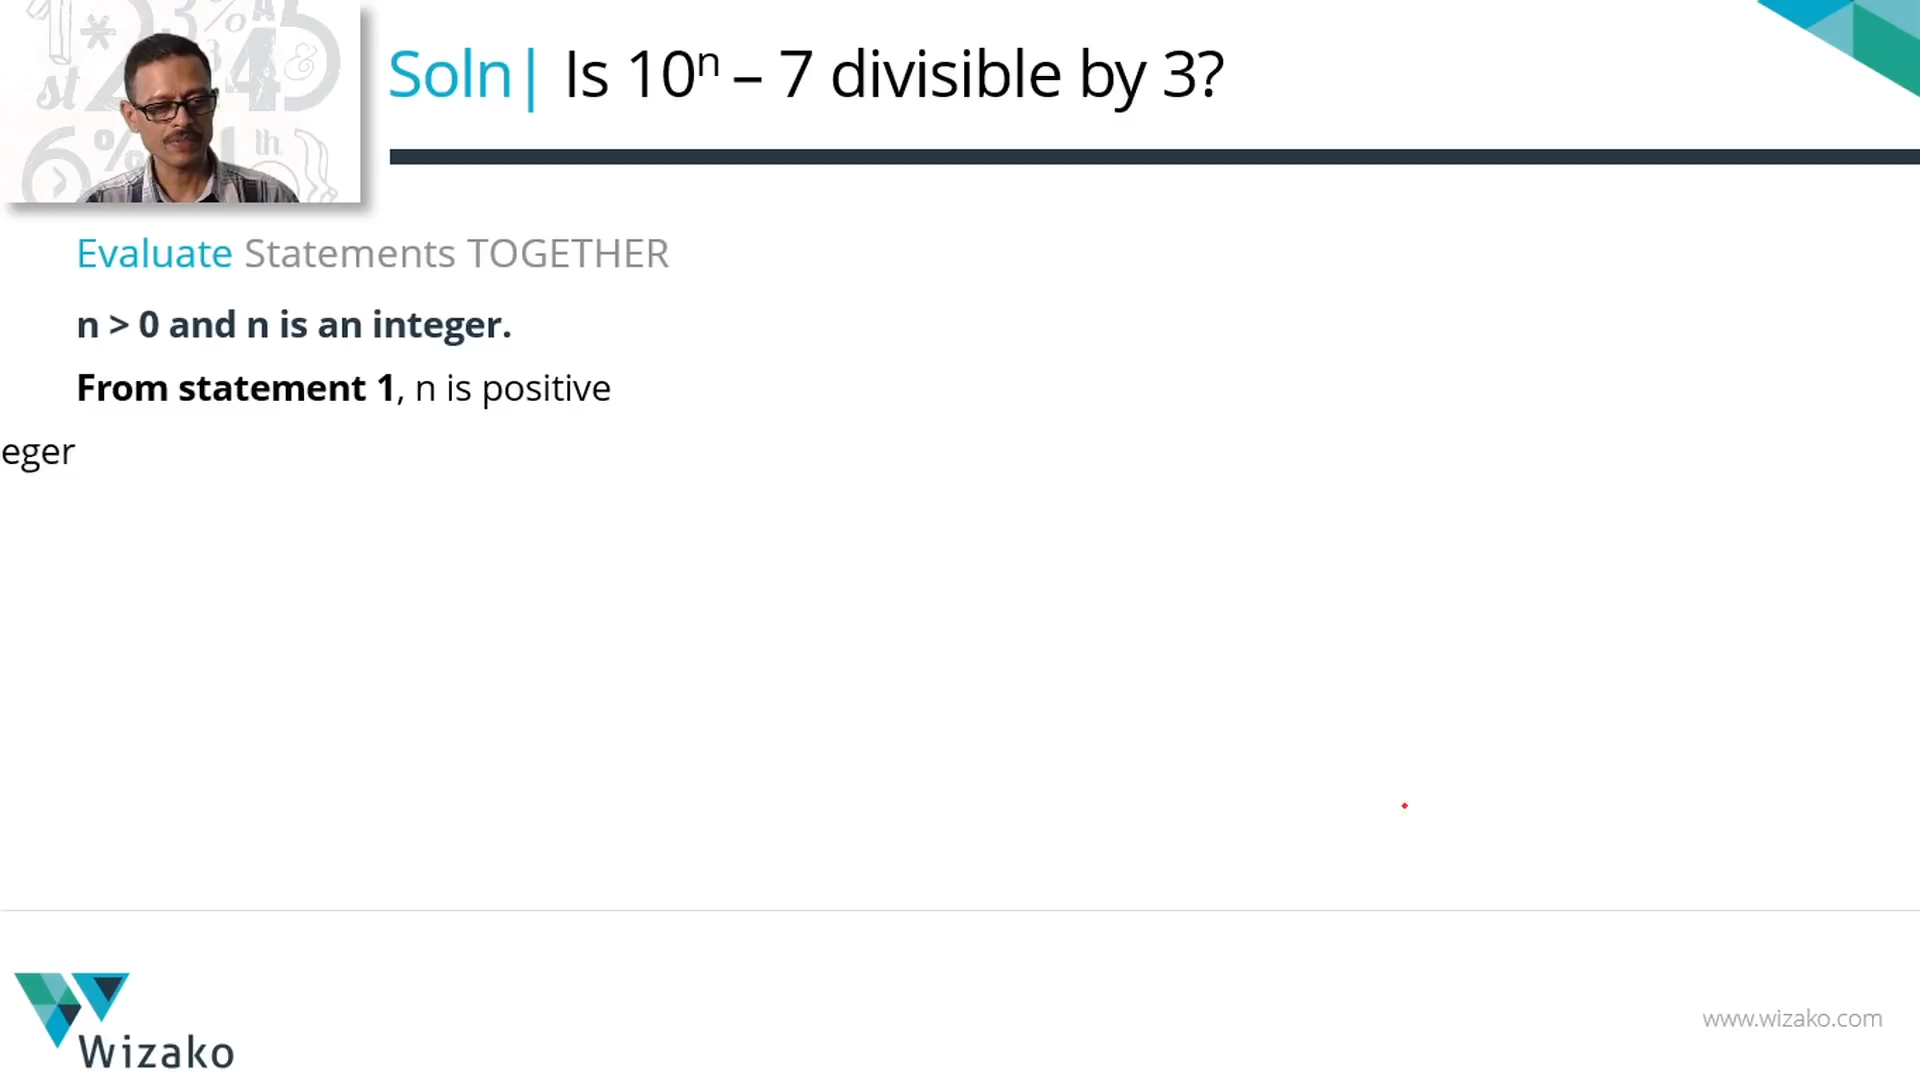 Soln| Is 10ⁿ – 7 divisible by 3?
Evaluate Statements TOGETHER
n > 0 and n is an integer.
From statement 1, n is positive
eger
Wizako
www.wizako.com